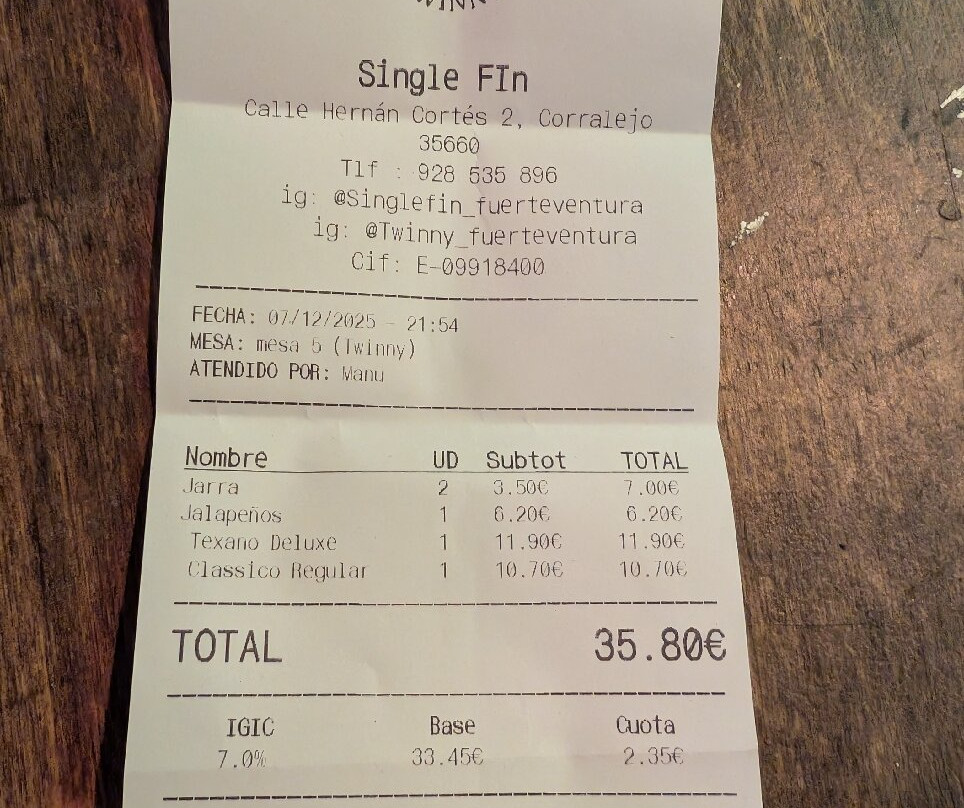 Single FIn
Calle Hernán Cortés 2, Corralejo
35660
Tlf : 928 535 896
ig: @Singlefin_fuerteventura
ig: @Twinny_fuerteventura
Cif: E-09918400
FECHA: 07/12/2025 - 21:54
MESA: mesa 5 (Twinny)
ATENDIDO POR: Manu
Nombre UD Subtot TOTAL
Jarra 2 3.50€ 7.00€
Jalapeños 1 6.20€ 6.20€
Texano Deluxe 1 11.90€ 11.90€
Classico Regular 1 10.70€ 10.70€
TOTAL 35.80€
IGIC Base Cuota
7.0% 33.45€ 2.35€